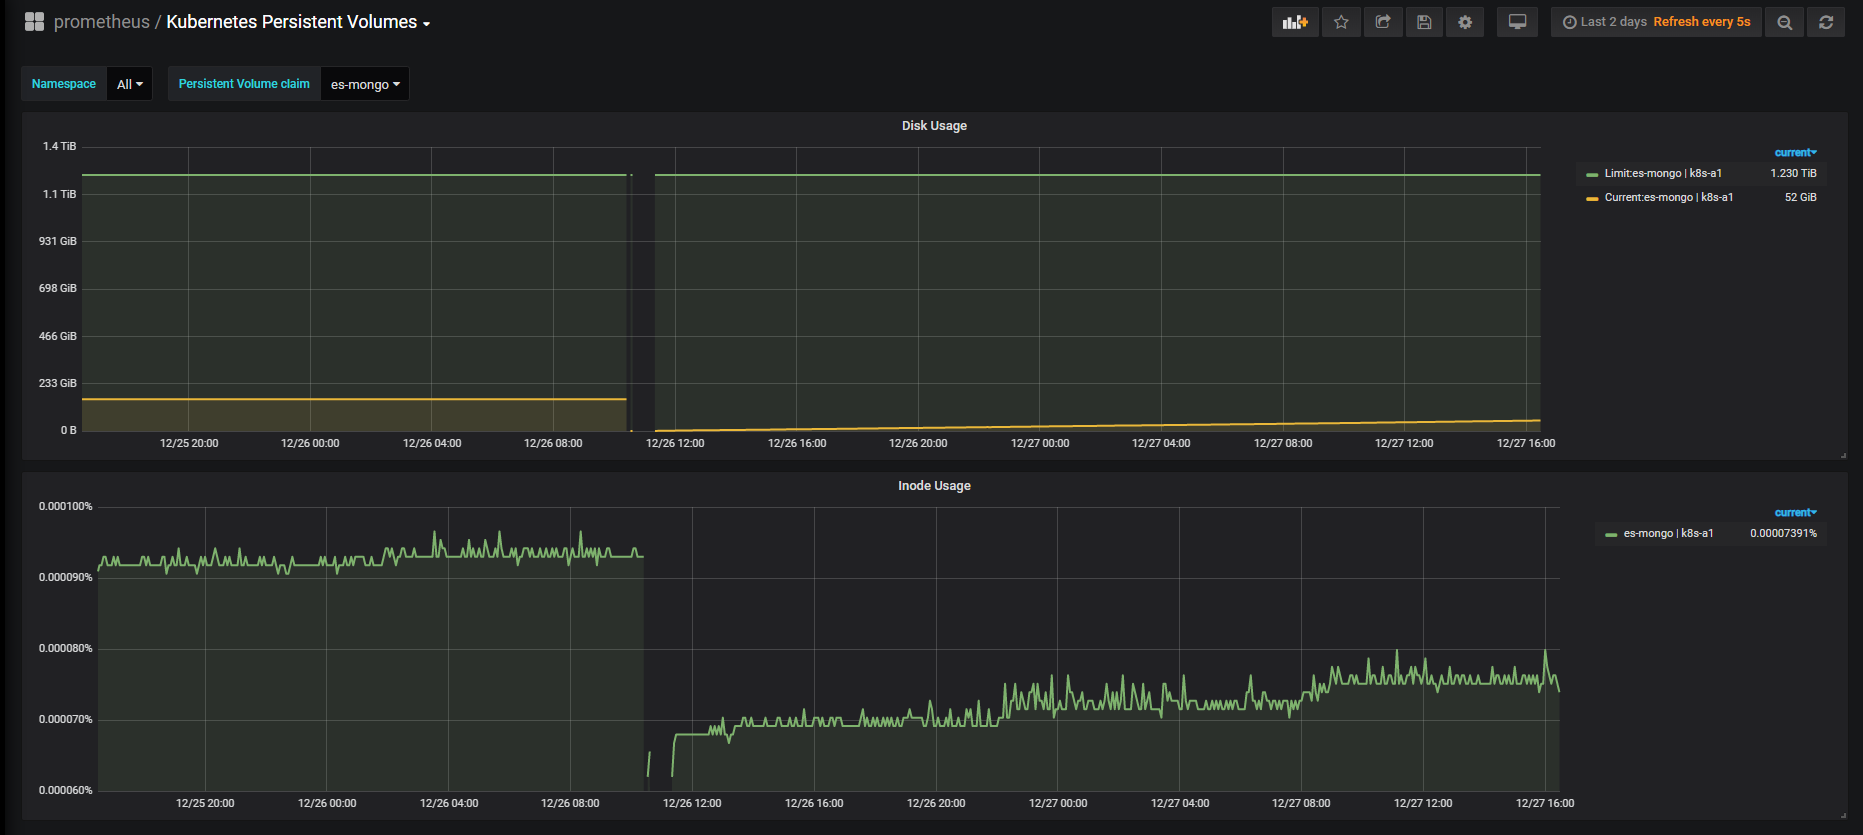 prometheus / Kubernetes Persistent Volumes
Last 2 days Refresh every 5s
Namespace All Persistent Volume claim es-mongo
Disk Usage
1.4 TiB
1.1 TiB
931 GiB
698 GiB
466 GiB
233 GiB
0 B
12/25 20:00 12/26 00:00 12/26 04:00 12/26 08:00 12/26 12:00 12/26 16:00 12/26 20:00 12/27 00:00 12/27 04:00 12/27 08:00 12/27 12:00 12/27 16:00
current
Limit:es-mongo | k8s-a1 1.230 TiB
Current:es-mongo | k8s-a1 52 GiB
Inode Usage
0.000100%
0.000090%
0.000080%
0.000070%
0.000060%
12/25 20:00 12/26 00:00 12/26 04:00 12/26 08:00 12/26 12:00 12/26 16:00 12/26 20:00 12/27 00:00 12/27 04:00 12/27 08:00 12/27 12:00 12/27 16:00
current
es-mongo | k8s-a1 0.00007391%